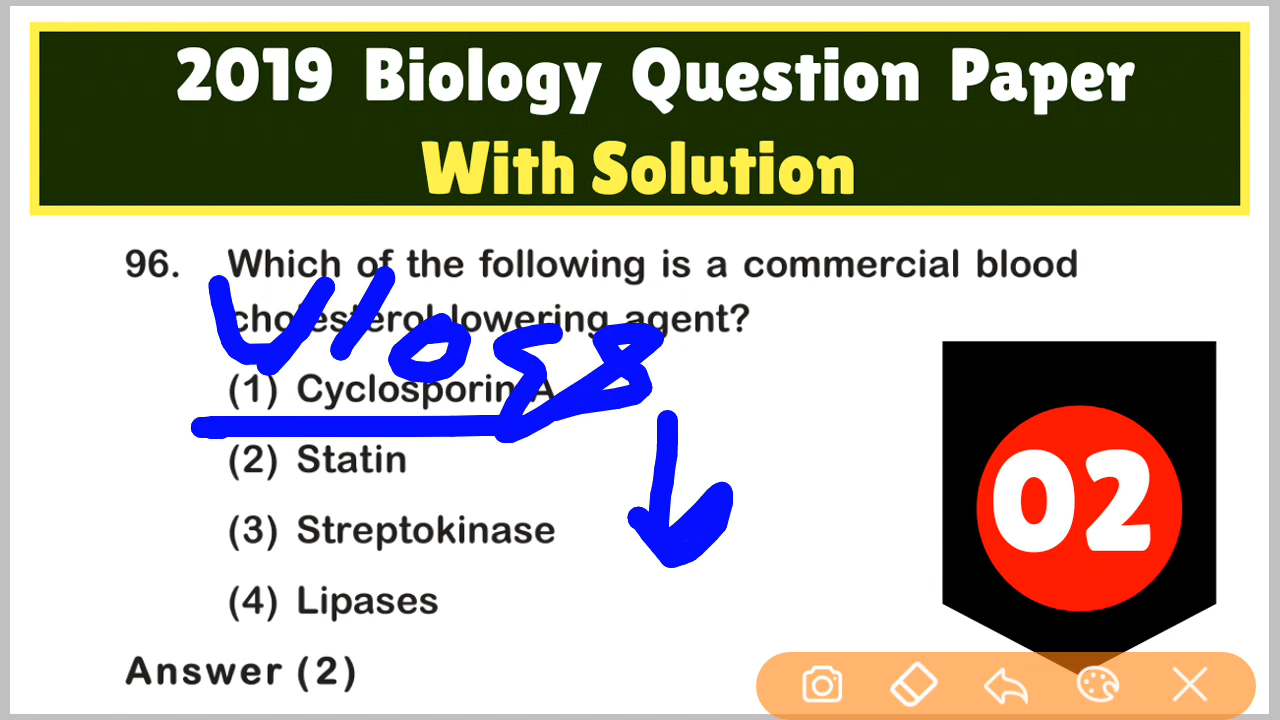 2019 Biology Question Paper
With Solution
96. Which of the following is a commercial blood
cholesterol lowering agent?
Vlogs
(1) Cyclosporin A
(2) Statin
(3) Streptokinase
(4) Lipases
02
Answer (2)